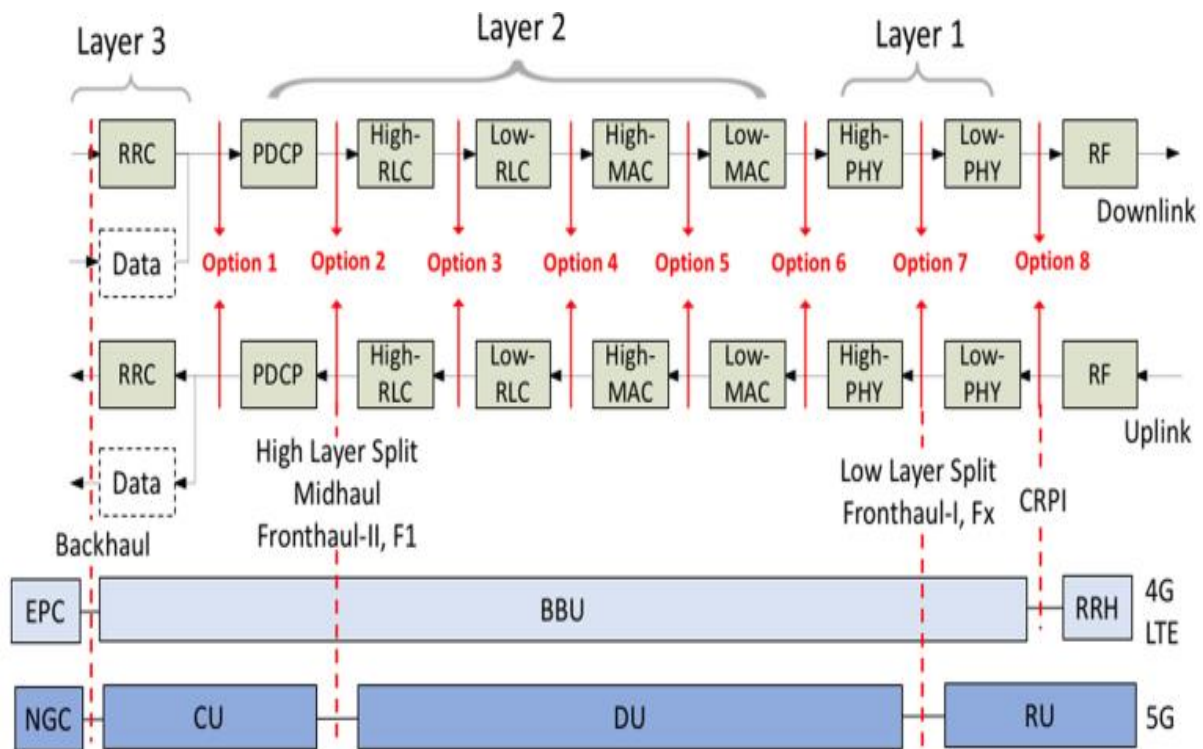 Layer 3
Layer 2
Layer 1
RRC
PDCP
High-
RLC
Low-
RLC
High-
MAC
Low-
MAC
High-
PHY
Low-
PHY
RF
Downlink
Data
Option 1
Option 2
Option 3
Option 4
Option 5
Option 6
Option 7
Option 8
RRC
PDCP
High-
RLC
Low-
RLC
High-
MAC
Low-
MAC
High-
PHY
Low-
PHY
RF
Uplink
Data
High Layer Split
Midhaul
Fronthaul-II, F1
Low Layer Split
Fronthaul-I, Fx
CRPI
Backhaul
EPC
BBU
RRH
4G
LTE
NGC
CU
DU
RU
5G